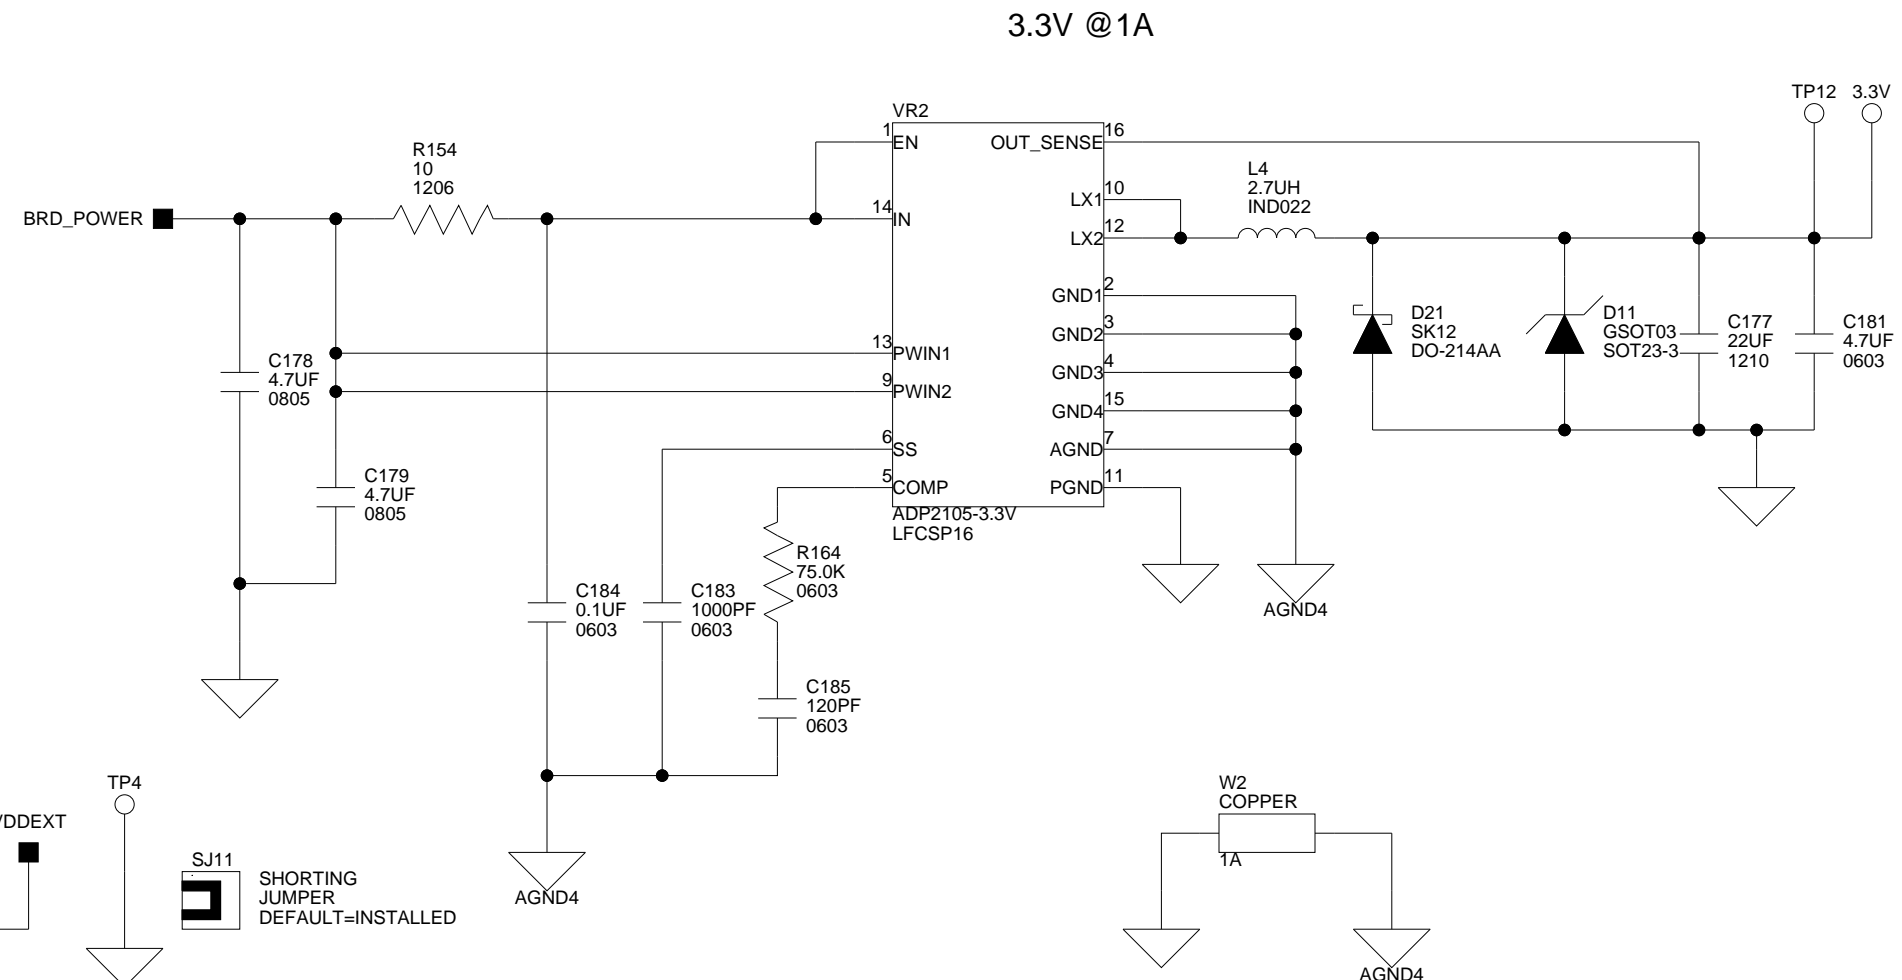 3.3V @1A
TP12
3.3V
VR2
1
EN
OUT_SENSE
16
R154
10
1206
L4
2.7UH
IND022
LX1
10
BRD_POWER
14
IN
LX2
12
GND1
2
GND2
3
D21
SK12
DO-214AA
D11
GSOT03
SOT23-3
C177
22UF
1210
C181
4.7UF
0603
13
PWIN1
GND3
4
C178
4.7UF
0805
9
PWIN2
GND4
15
6
SS
AGND
7
C179
4.7UF
0805
5
COMP
PGND
11
ADP2105-3.3V
LFCSP16
R164
75.0K
0603
C184
0.1UF
0603
C183
1000PF
0603
AGND4
C185
120PF
0603
TP4
W2
COPPER
1A
SJ11
SHORTING
JUMPER
DEFAULT=INSTALLED
AGND4
AGND4